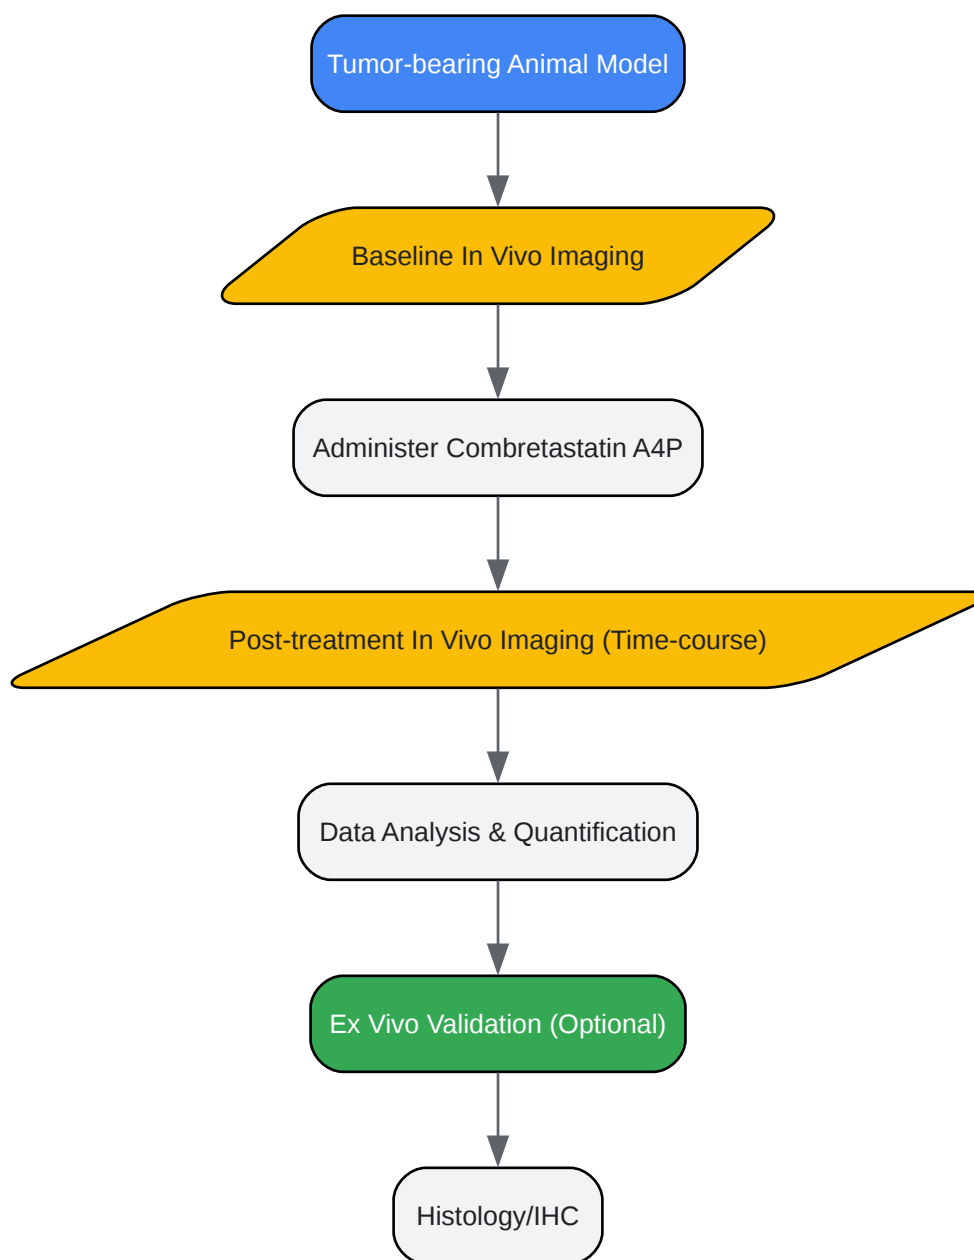 Tumor-bearing Animal Model
Baseline In Vivo Imaging
Administer Combretastatin A4P
Post-treatment In Vivo Imaging (Time-course)
Data Analysis & Quantification
Ex Vivo Validation (Optional)
Histology/IHC